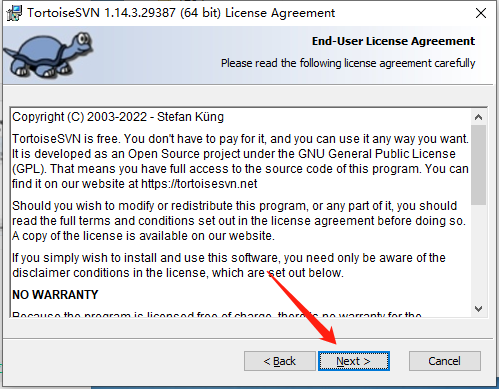 TortoiseSVN 1.14.3.29387 (64 bit) License Agreement
End-User License Agreement
Please read the following license agreement carefully
Copyright (C) 2003-2022 - Stefan Küng
TortoiseSVN is free. You don't have to pay for it, and you can use it any way you want.
It is developed as an Open Source project under the GNU General Public License
(GPL). That means you have full access to the source code of this program. You can
find it on our website at https://tortoisesvn.net
Should you wish to modify or redistribute this program, or any part of it, you should
read the full terms and conditions set out in the license agreement before doing so.
A copy of the license is available on our website.
If you simply wish to install and use this software, you need only be aware of the
disclaimer conditions in the license, which are set out below.
NO WARRANTY
Because the program is licensed free of charge, there is no warranty for the
< Back
Next >
Cancel